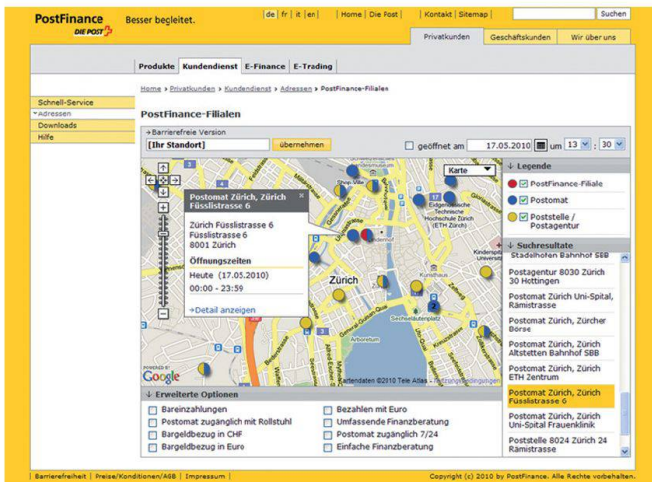 PostFinance
DIE POST
Besser begleitet.
| de | fr | it | en |
| Home | Die Post |
| Kontakt | Sitemap |
Suchen
Privatkunden
Geschäftskunden
Wir über uns
Produkte Kundendienst E-Finance E-Trading
Home › Privatkunden › Kundendienst › Adressen › PostFinance-Filialen
Schnell-Service
Adressen
Downloads
Hilfe
PostFinance-Filialen
Barrierefreie Version
[Ihr Standort]
übernehmen
geöffnet am 17.05.2010 um 13 : 30
Karte
Postomat Zürich, Zürich
Füsslistrasse 6
Zürich Füsslistrasse 6
Füsslistrasse 6
8001 Zürich
Öffnungszeiten
Heute (17.05.2010)
00:00 - 23:59
Detail anzeigen
Eidgenössische
Technische
Hochschule Zürich
(ETH Zürich)
Zürich
Kunsthaus
Sechseläutenplatz
Arboretum
General-Guisan-Quai
2
POWERED BY
Google
Kartendaten ©2010 Tele Atlas - Nutzungsbedingungen
Legende
PostFinance-Filiale
Postomat
Poststelle /
Postagentur
Suchresultate
Stadelhofen Bahnhof SBB
Postagentur 8030 Zürich
30 Hottingen
Postomat Zürich Uni-Spital,
Rämistrasse
Postomat Zürich, Zürcher
Börse
Postomat Zürich, Zürich
Altstetten Bahnhof SBB
Postomat Zürich, Zürich
ETH Zentrum
Postomat Zürich, Zürich
Füsslistrasse 6
Postomat Zürich, Zürich
Uni-Spital Frauenklinik
Poststelle 8024 Zürich 24
Rämistrasse
Erweiterte Optionen
Bareinzahlungen
Postomat zugänglich mit Rollstuhl
Bargeldbezug in CHF
Bargeldbezug in Euro
Bezahlen mit Euro
Umfassende Finanzberatung
Postomat zugänglich 7/24
Einfache Finanzberatung
| Barrierefreiheit | Preise/Konditionen/AGB | Impressum |
Copyright (c) 2010 by PostFinance. Alle Rechte vorbehalten.